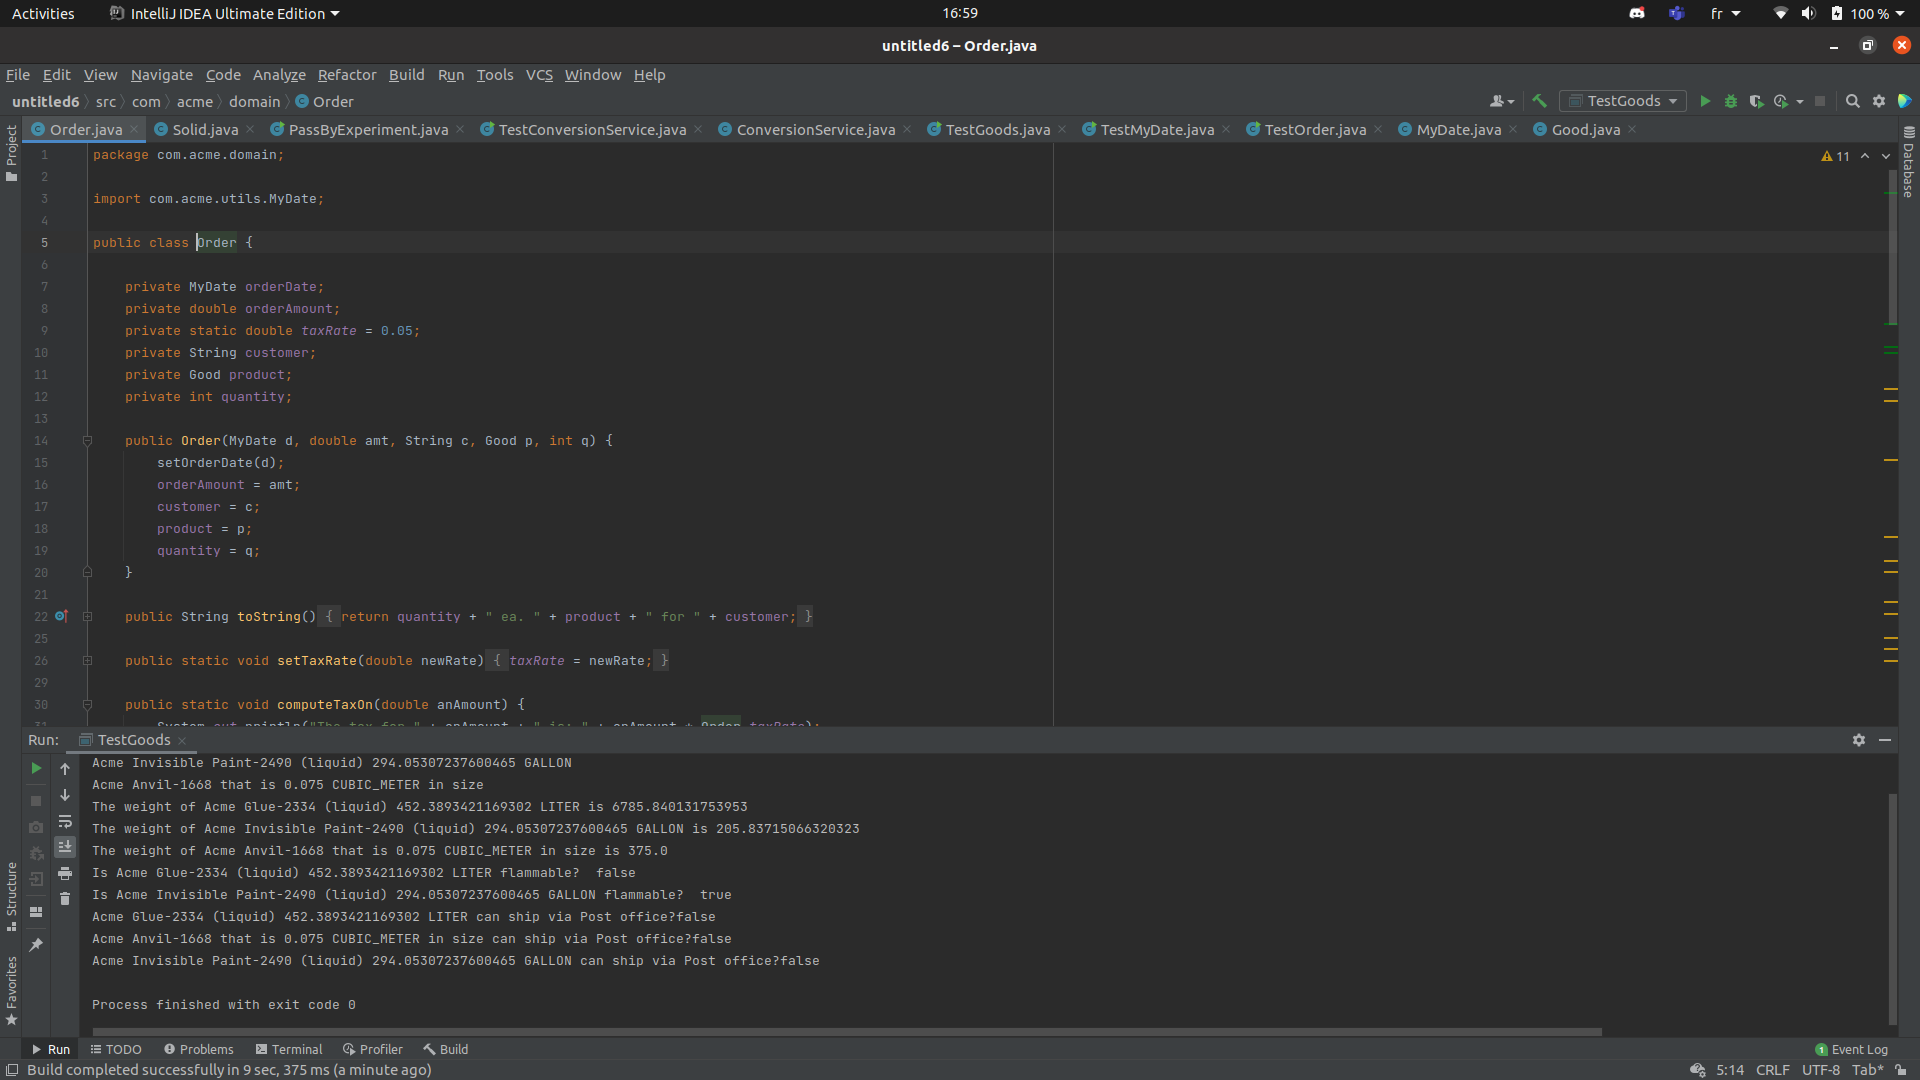 Activities IntelliJ IDEA Ultimate Edition 16:59 fr 100 %
untitled6 – Order.java
File Edit View Navigate Code Analyze Refactor Build Run Tools VCS Window Help
untitled6 src com acme domain Order TestGoods
Order.java Solid.java PassByExperiment.java TestConversionService.java ConversionService.java TestGoods.java TestMyDate.java TestOrder.java MyDate.java Good.java
Project
Database
11
1 package com.acme.domain;
2
3 import com.acme.utils.MyDate;
4
5 public class Order {
6
7 private MyDate orderDate;
8 private double orderAmount;
9 private static double taxRate = 0.05;
10 private String customer;
11 private Good product;
12 private int quantity;
13
14 public Order(MyDate d, double amt, String c, Good p, int q) {
15 setOrderDate(d);
16 orderAmount = amt;
17 customer = c;
18 product = p;
19 quantity = q;
20 }
21
22 public String toString() { return quantity + " ea. " + product + " for " + customer; }
25
26 public static void setTaxRate(double newRate) { taxRate = newRate; }
29
30 public static void computeTaxOn(double anAmount) {
31 System.out.println("The tax for " + anAmount + " is: " + anAmount * Order.taxRate);
Run: TestGoods
Acme Invisible Paint-2490 (liquid) 294.05307237600465 GALLON
Acme Anvil-1668 that is 0.075 CUBIC_METER in size
The weight of Acme Glue-2334 (liquid) 452.3893421169302 LITER is 6785.840131753953
The weight of Acme Invisible Paint-2490 (liquid) 294.05307237600465 GALLON is 205.83715066320323
The weight of Acme Anvil-1668 that is 0.075 CUBIC_METER in size is 375.0
Is Acme Glue-2334 (liquid) 452.3893421169302 LITER flammable?  false
Is Acme Invisible Paint-2490 (liquid) 294.05307237600465 GALLON flammable?  true
Acme Glue-2334 (liquid) 452.3893421169302 LITER can ship via Post office?false
Acme Anvil-1668 that is 0.075 CUBIC_METER in size can ship via Post office?false
Acme Invisible Paint-2490 (liquid) 294.05307237600465 GALLON can ship via Post office?false
Process finished with exit code 0
Structure
Favorites
Run TODO Problems Terminal Profiler Build 1 Event Log
Build completed successfully in 9 sec, 375 ms (a minute ago) 5:14 CRLF UTF-8 Tab*